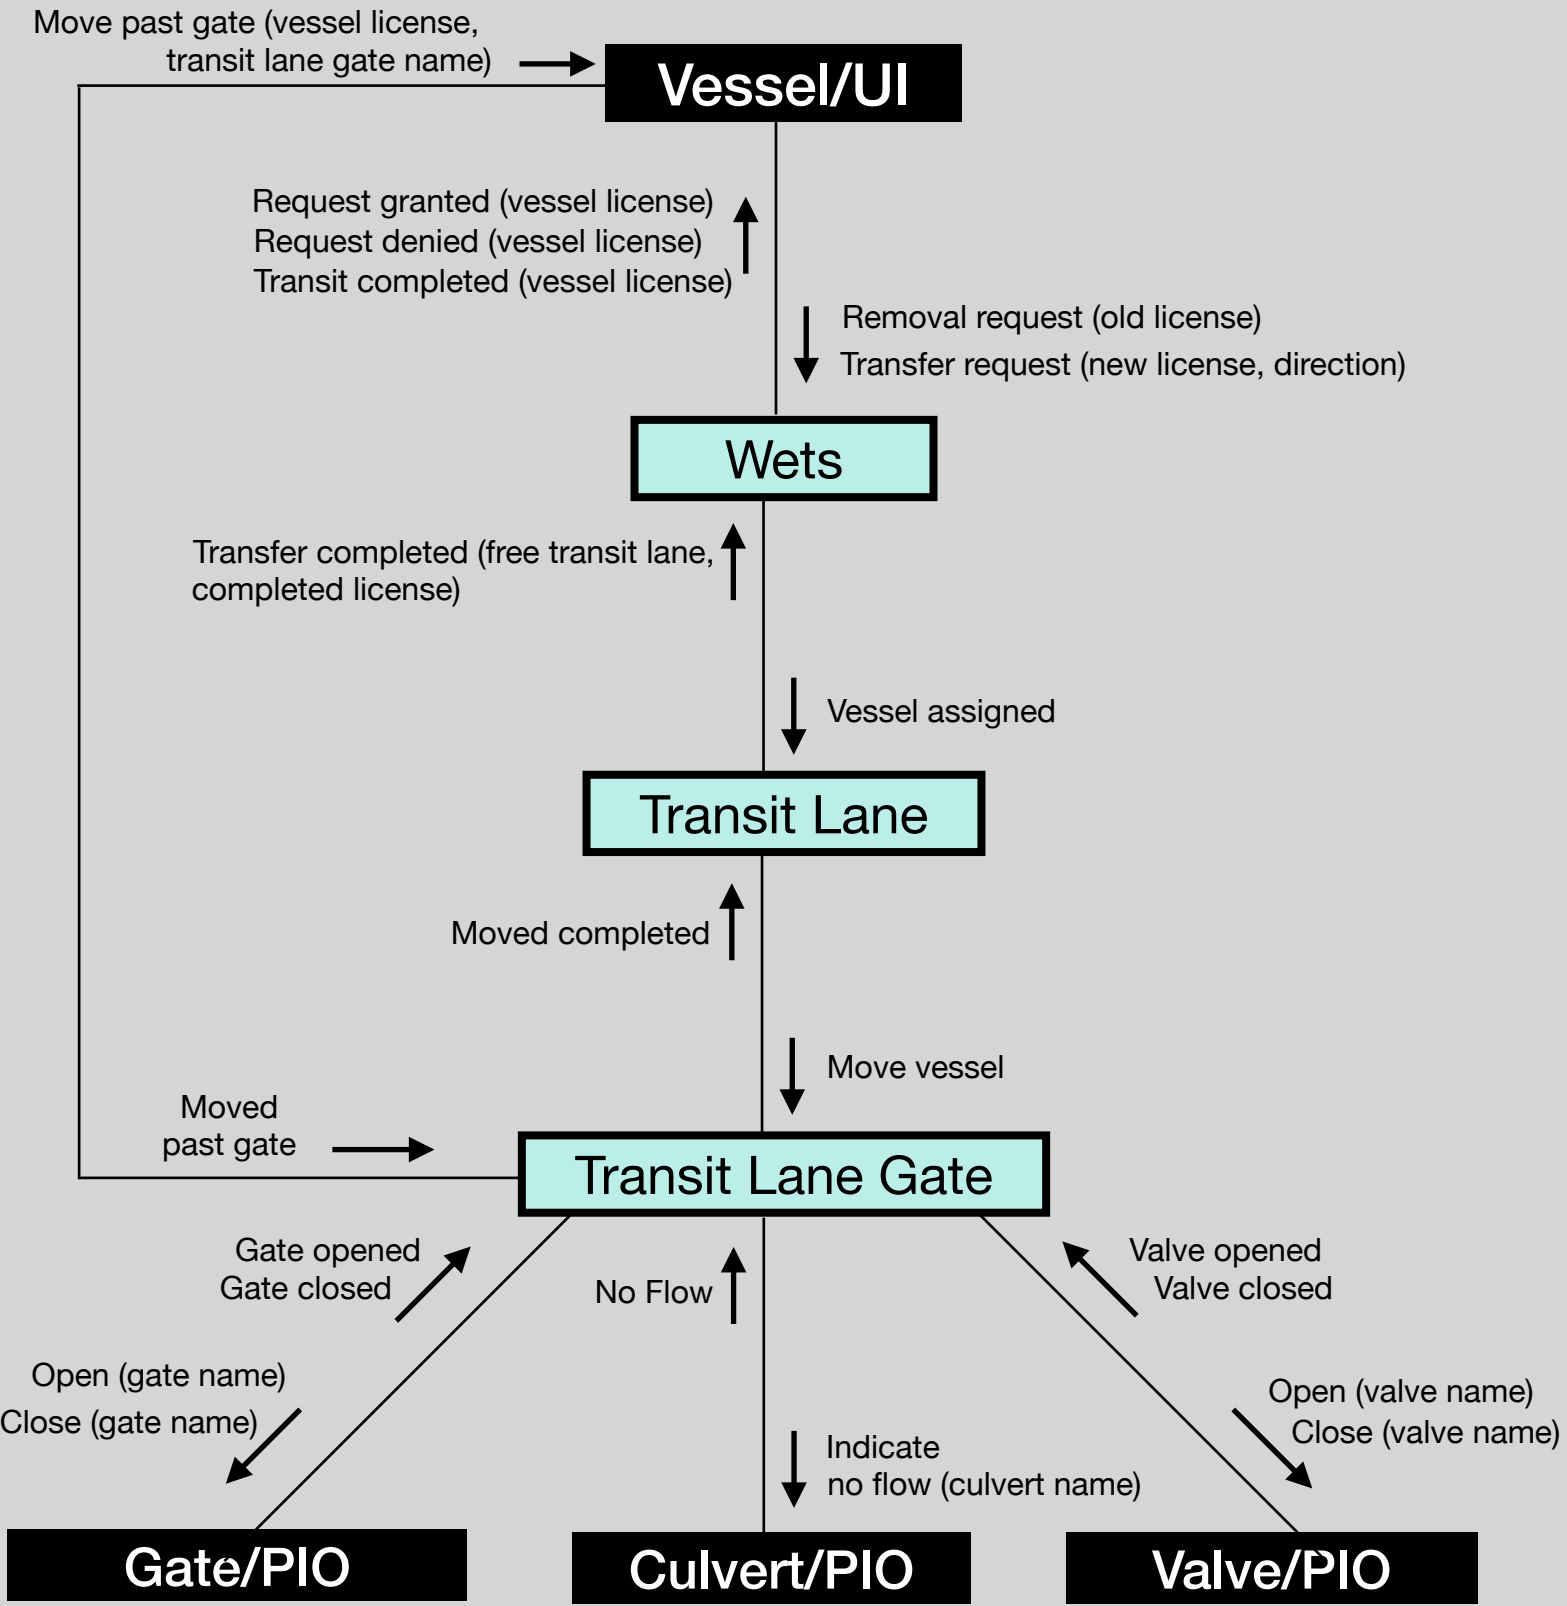 Move past gate (vessel license,
transit lane gate name)
Vessel/UI
Request granted (vessel license)
Request denied (vessel license)
Transit completed (vessel license)
Removal request (old license)
Transfer request (new license, direction)
Wets
Transfer completed (free transit lane,
completed license)
Vessel assigned
Transit Lane
Moved completed
Move vessel
Moved
past gate
Transit Lane Gate
Gate opened
Gate closed
No Flow
Valve opened
Valve closed
Open (gate name)
Close (gate name)
Indicate
no flow (culvert name)
Open (valve name)
Close (valve name)
Gate/PIO
Culvert/PIO
Valve/PIO